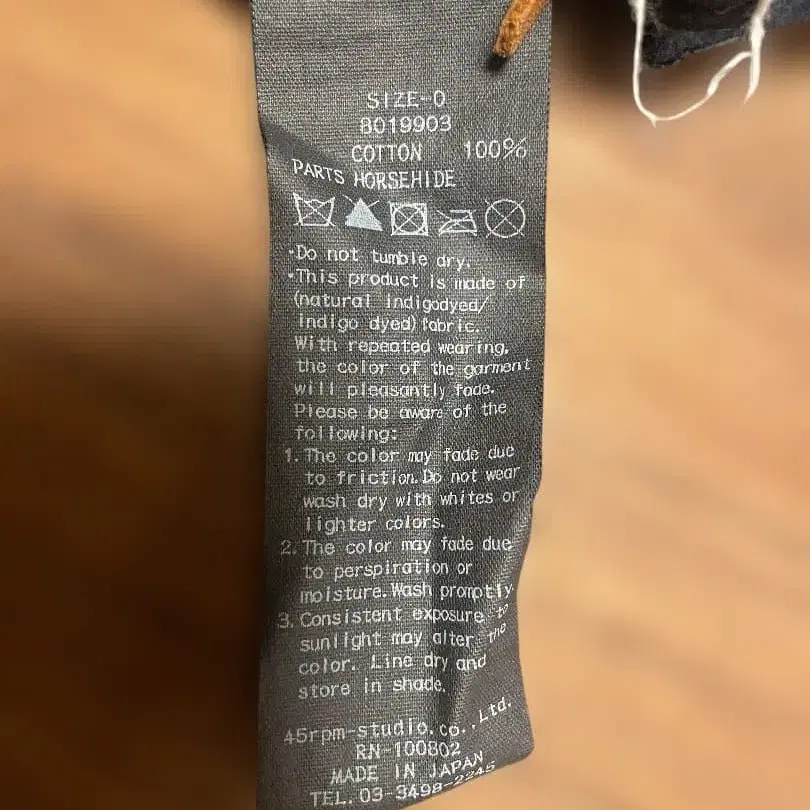 SIZE-0
8019903
COTTON 100%
PARTS HORSEHIDE
・Do not tumble dry.
・This product is made of
(natural indigodyed/
indigo dyed)fabric.
With repeated wearing,
the color of the garment
will pleasantly fade.
Please be aware of the
following:
1.The color may fade due
to friction.Do not wear
wash dry with whites or
lighter colors.
2.The color may fade due
to perspiration or
moisture.Wash promptly.
3.Consistent exposure to
sunlight may alter the
color. Line dry and
store in shade.
45rpm-studio.co.,Ltd.
RN-100802
MADE IN JAPAN
TEL.03-3498-2245